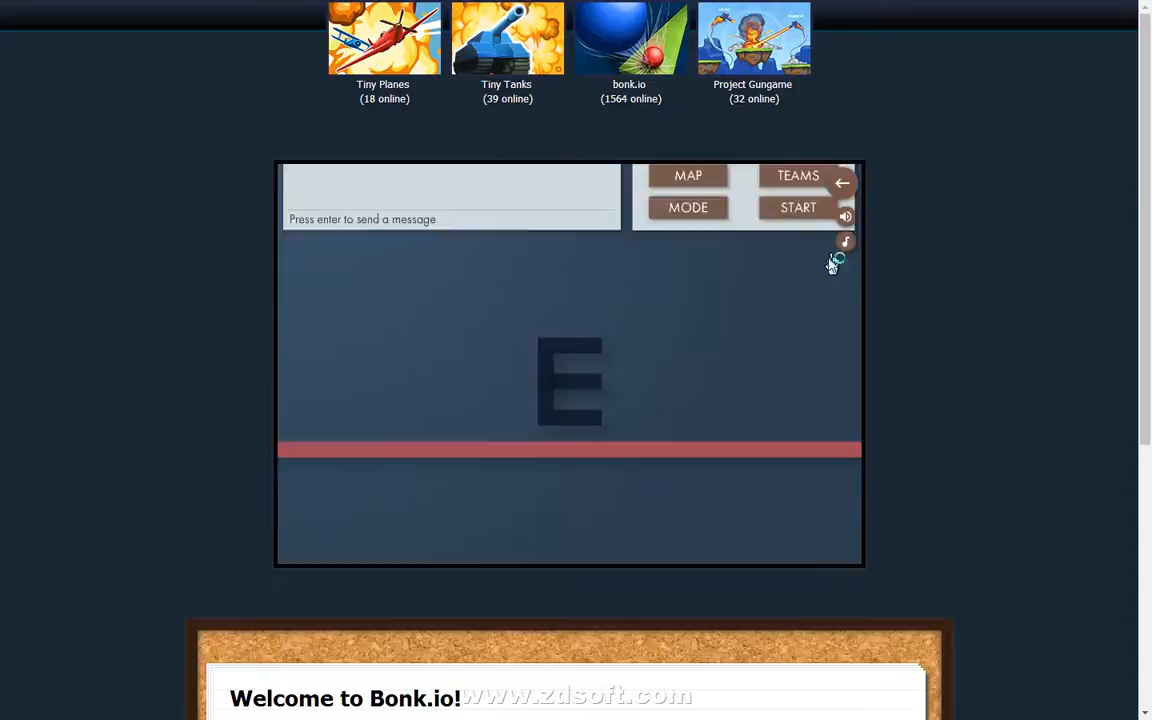 Tiny Planes
(18 online)
Tiny Tanks
(39 online)
bonk.io
(1564 online)
Project Gungame
(32 online)
MAP
TEAMS
MODE
START
Press enter to send a message
E
Welcome to Bonk.io!
www.zdsoft.com